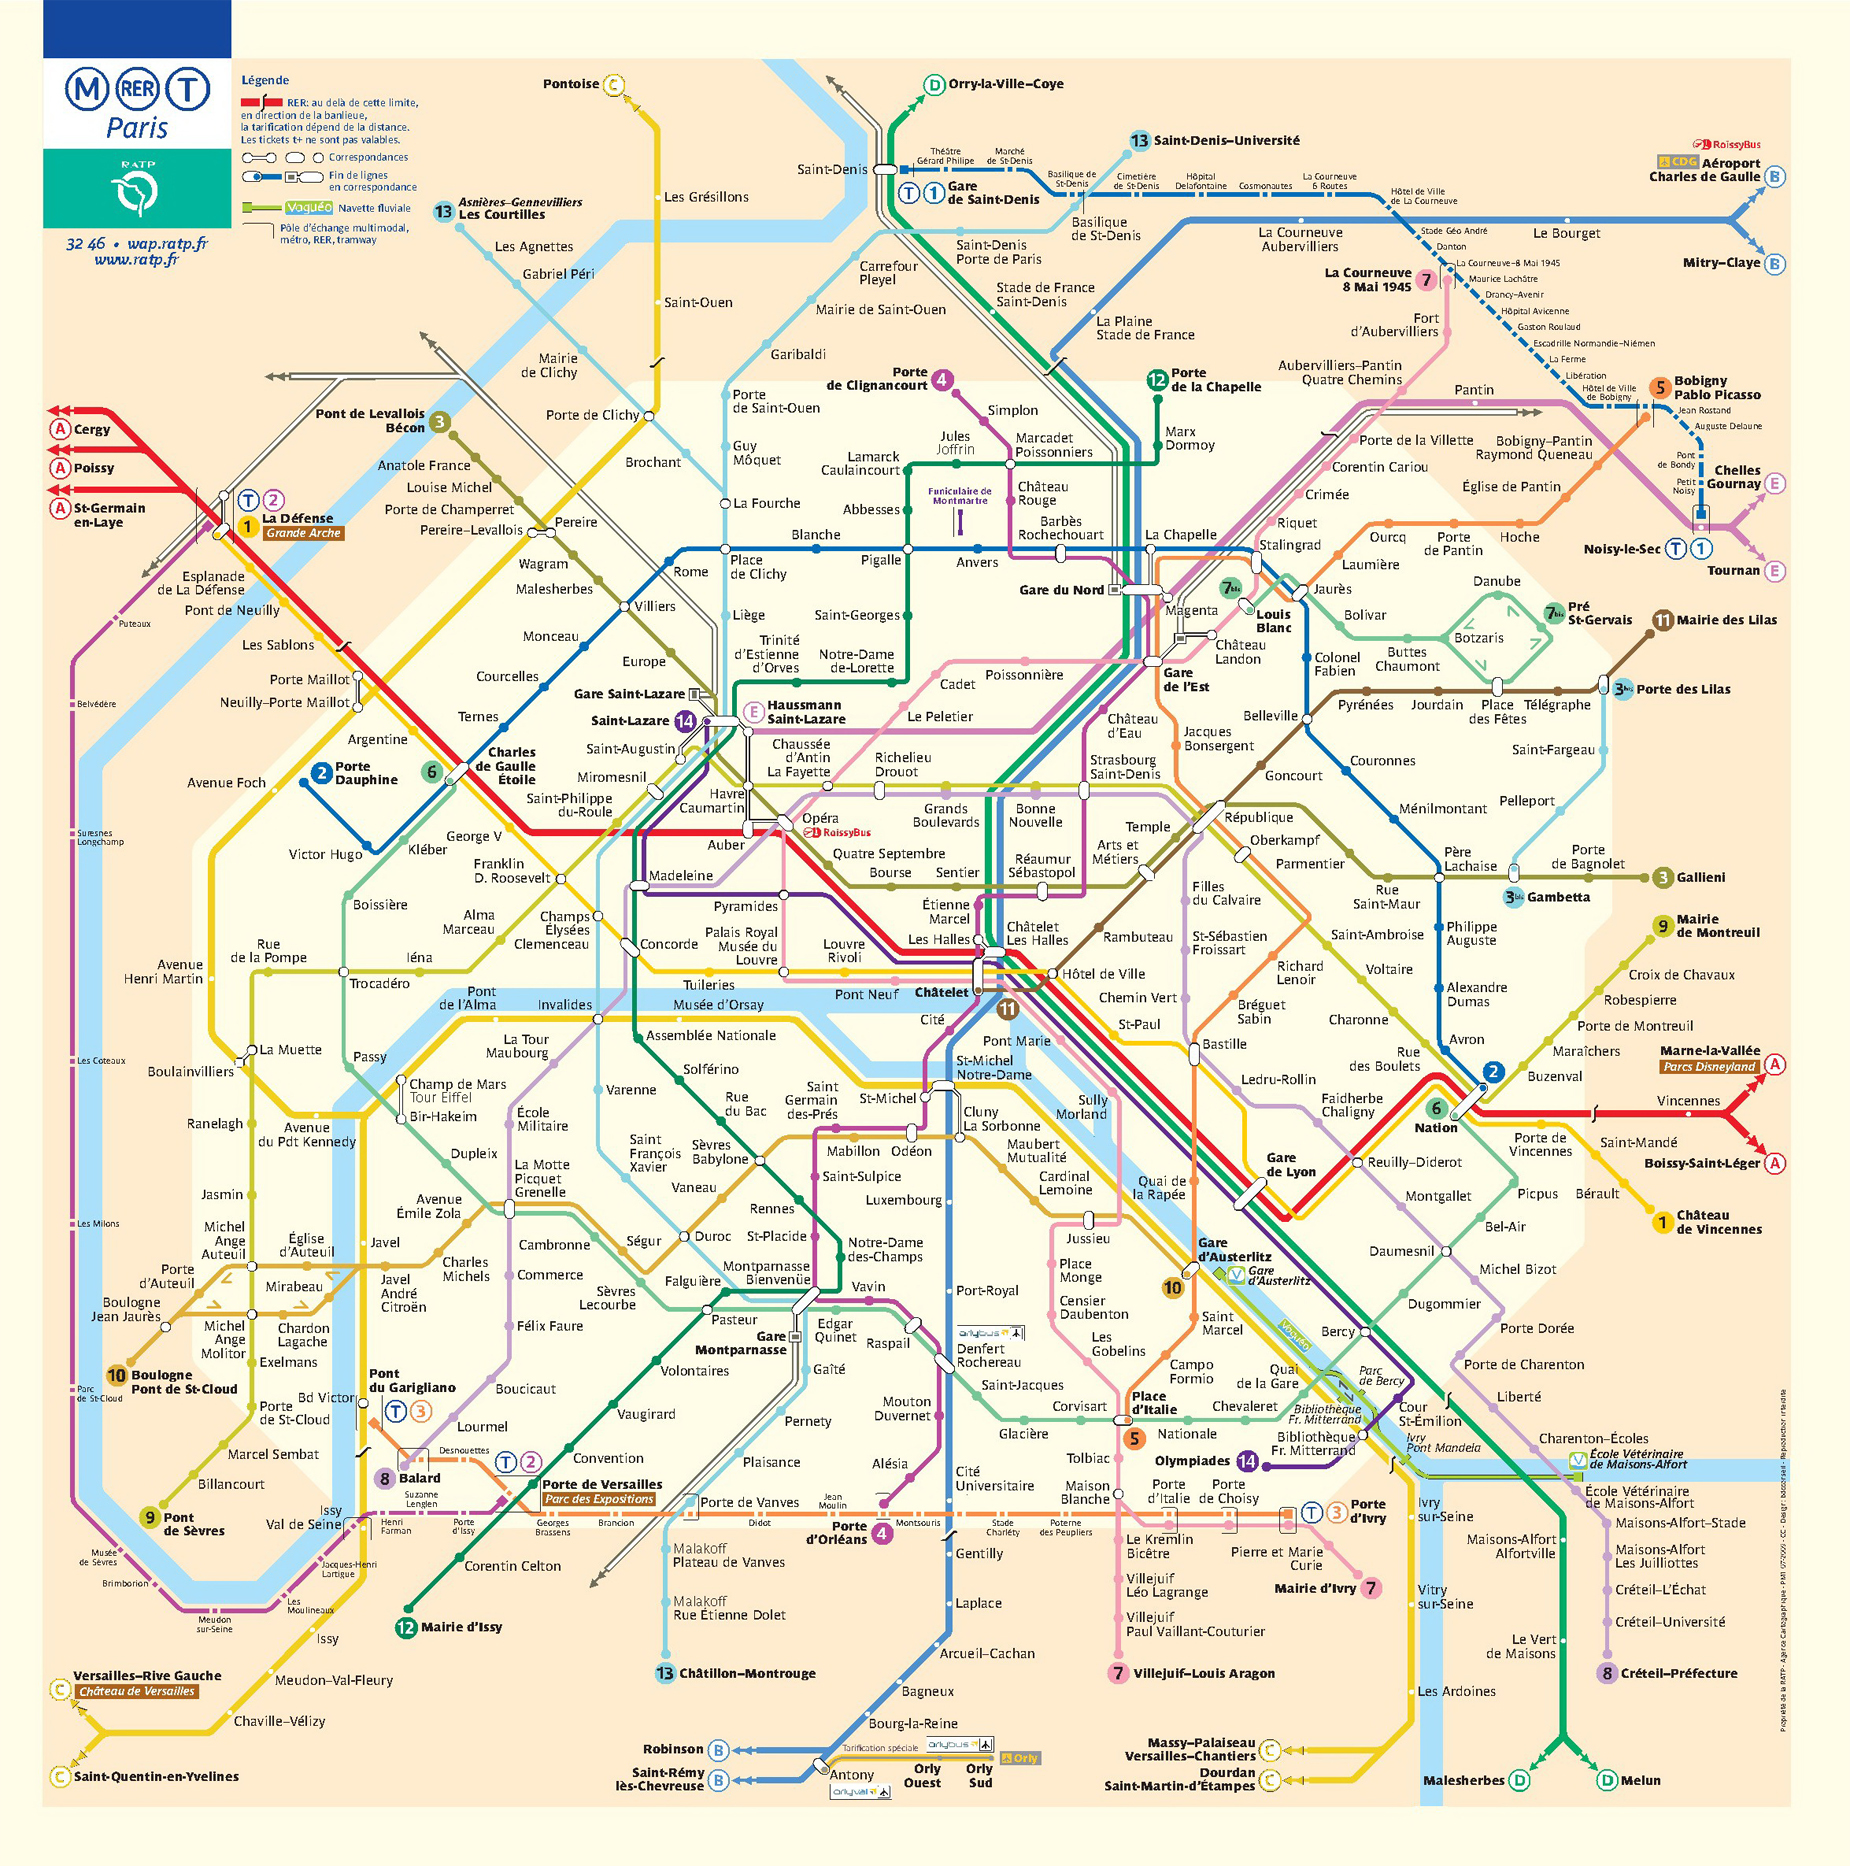 M RER T
Paris
RATP
32 46 • wap.ratp.fr
www.ratp.fr
Légende
RER: au delà de cette limite,
en direction de la banlieue,
la tarification dépend de la distance.
Les tickets t+ ne sont pas valables.
Correspondances
Fin de lignes
en correspondance
Voguéo Navette fluviale
Pôle d'échange multimodal,
métro, RER, tramway
Pontoise C
D Orry-la-Ville–Coye
13 Saint-Denis–Université
RoissyBus
CDG Aéroport
Charles de Gaulle B
Mitry–Claye B
Saint-Denis
T 1 Gare
de Saint-Denis
Théâtre
Gérard Philipe
Marché
de St-Denis
Basilique de
St-Denis
Cimetière
de St-Denis
Hôpital
Delafontaine
Cosmonautes
La Courneuve
6 Routes
Hôtel de Ville
de La Courneuve
Stade Géo André
Danton
La Courneuve–8 Mai 1945
Maurice Lachâtre
Drancy–Avenir
Hôpital Avicenne
Gaston Roulaud
Escadrille Normandie–Niémen
La Ferme
Libération
Hôtel de Ville
de Bobigny
5 Bobigny
Pablo Picasso
Jean Rostand
Auguste Delaune
Pont
de Bondy
Petit
Noisy
Noisy-le-Sec T 1
Chelles
Gournay E
Tournan E
13 Asnières–Gennevilliers
Les Courtilles
Les Agnettes
Gabriel Péri
Mairie
de Clichy
Brochant
Les Grésillons
Saint-Ouen
Porte de Clichy
Basilique
de St-Denis
Saint-Denis
Porte de Paris
Carrefour
Pleyel
Mairie de Saint-Ouen
Garibaldi
Porte
de Saint-Ouen
Guy
Môquet
La Fourche
Stade de France
Saint-Denis
La Plaine
Stade de France
La Courneuve
Aubervilliers
Le Bourget
La Courneuve
8 Mai 1945 7
Fort
d'Aubervilliers
Aubervilliers–Pantin
Quatre Chemins
Pantin
Porte de la Villette
Corentin Cariou
Crimée
Riquet
Stalingrad
Bobigny–Pantin
Raymond Queneau
Église de Pantin
Hoche
Porte
de Pantin
Ourcq
Laumière
Jaurès
Porte
de Clignancourt 4
Simplon
Marcadet
Poissonniers
Jules
Joffrin
Lamarck
Caulaincourt
12 Porte
de la Chapelle
Marx
Dormoy
Château
Rouge
Barbès
Rochechouart
La Chapelle
Funiculaire de
Montmartre
Abbesses
Pigalle
Anvers
Blanche
Place
de Clichy
Rome
Liège
Saint-Georges
Notre-Dame
de-Lorette
Trinité
d'Estienne
d'Orves
A Cergy
A Poissy
A St-Germain
en-Laye
T 2
1 La Défense
Grande Arche
Esplanade
de La Défense
Pont de Neuilly
Les Sablons
Porte Maillot
Neuilly–Porte Maillot
Argentine
Pont de Levallois
Bécon 3
Anatole France
Louise Michel
Porte de Champerret
Pereire–Levallois
Pereire
Wagram
Malesherbes
Villiers
Monceau
Courcelles
Ternes
Europe
Gare Saint-Lazare
Saint-Lazare 14
E Haussmann
Saint-Lazare
Saint-Augustin
Miromesnil
Saint-Philippe
du-Roule
6 Charles
de Gaulle
Étoile
2 Porte
Dauphine
Avenue Foch
Victor Hugo
Kléber
Boissière
George V
Franklin
D. Roosevelt
Alma
Marceau
Champs
Élysées
Clemenceau
Concorde
Madeleine
Pyramides
Palais Royal
Musée du
Louvre
Tuileries
Louvre
Rivoli
Pont Neuf
Havre
Caumartin
Auber
Opéra
RoissyBus
Chaussée
d'Antin
La Fayette
Richelieu
Drouot
Le Peletier
Cadet
Poissonnière
Grands
Boulevards
Bonne
Nouvelle
Strasbourg
Saint-Denis
Château
d'Eau
Quatre Septembre
Bourse
Sentier
Réaumur
Sébastopol
Arts et
Métiers
Temple
République
Étienne
Marcel
Les Halles
Châtelet
Les Halles
Châtelet
11
Rambuteau
Hôtel de Ville
Gare du Nord
Magenta
Gare
de l'Est
Château
Landon
7bis Louis
Blanc
Bolivar
Buttes
Chaumont
Botzaris
Danube
7bis Pré
St-Gervais
11 Mairie des Lilas
3bis Porte des Lilas
Télégraphe
Place
des Fêtes
Jourdain
Pyrénées
Belleville
Colonel
Fabien
Jacques
Bonsergent
Goncourt
Couronnes
Ménilmontant
Saint-Fargeau
Pelleport
3bis Gambetta
Porte
de Bagnolet
3 Gallieni
Père
Lachaise
Rue
Saint-Maur
Parmentier
Oberkampf
Filles
du Calvaire
St-Sébastien
Froissart
Chemin Vert
Saint-Ambroise
Voltaire
Richard
Lenoir
Bréguet
Sabin
Charonne
Rue
des Boulets
Philippe
Auguste
Alexandre
Dumas
Avron
2
6
Nation
9 Mairie
de Montreuil
Croix de Chavaux
Robespierre
Porte de Montreuil
Maraîchers
Buzenval
Marne-la-Vallée A
Parcs Disneyland
Vincennes
Boissy-Saint-Léger A
Porte de
Vincennes
Saint-Mandé
Bérault
1 Château
de Vincennes
Bastille
St-Paul
Pont Marie
Sully
Morland
Ledru-Rollin
Faidherbe
Chaligny
Reuilly–Diderot
Montgallet
Daumesnil
Picpus
Bel-Air
Michel Bizot
Porte Dorée
Porte de Charenton
Liberté
Charenton–Écoles
École Vétérinaire
de Maisons-Alfort
École Vétérinaire
de Maisons-Alfort
Maisons-Alfort–Stade
Maisons-Alfort
Les Juilliottes
Créteil–L'Échat
Créteil–Université
8 Créteil–Préfecture
Dugommier
Bercy
Gare
de Lyon
Quai de
la Rapée
Gare
d'Austerlitz
Gare
d'Austerlitz
10
Voguéo
Saint
Marcel
Campo
Formio
Quai
de la Gare
Chevaleret
Nationale
Place
d'Italie
5
Parc
de Bercy
Bibliothèque
Fr. Mitterrand
Bibliothèque
Fr. Mitterrand
Cour
St-Émilion
Ivry
Pont Mandela
Olympiades 14
Ivry
sur-Seine
Vitry
sur-Seine
Les Ardoines
Maisons-Alfort
Alfortville
Le Vert
de Maisons
Malesherbes D
D Melun
Massy–Palaiseau
Versailles–Chantiers C
Dourdan
Saint-Martin-d'Étampes C
Puteaux
Belvédère
Suresnes
Longchamp
Les Coteaux
Les Milons
Parc
de St-Cloud
Musée
de Sèvres
Brimborion
Meudon
sur-Seine
Les
Moulineaux
Jacques-Henri
Lartigue
Issy
Val de Seine
Henri
Farman
Porte
d'Issy
Suzanne
Lenglen
Avenue
Henri Martin
Rue
de la Pompe
Iéna
Trocadéro
La Muette
Boulainvilliers
Passy
Ranelagh
Avenue
du Pdt Kennedy
Champ de Mars
Tour Eiffel
Bir-Hakeim
Dupleix
Jasmin
Michel
Ange
Auteuil
Église
d'Auteuil
Javel
Porte
d'Auteuil
Mirabeau
Javel
André
Citroën
Boulogne
Jean Jaurès
Michel
Ange
Molitor
Chardon
Lagache
10 Boulogne
Pont de St-Cloud
Exelmans
Porte
de St-Cloud
Marcel Sembat
Billancourt
9 Pont
de Sèvres
Pont
de l'Alma
Invalides
Musée d'Orsay
La Tour
Maubourg
Assemblée Nationale
Varenne
Solférino
Rue
du Bac
École
Militaire
La Motte
Picquet
Grenelle
Avenue
Émile Zola
Charles
Michels
Cambronne
Commerce
Félix Faure
Boucicaut
Lourmel
8 Balard
Saint
François
Xavier
Sèvres
Babylone
Vaneau
Duroc
Ségur
Sèvres
Lecourbe
Falguière
Pasteur
Volontaires
Vaugirard
Convention
Porte de Versailles
Parc des Expositions
T 2
Corentin Celton
12 Mairie d'Issy
Pont
du Garigliano
T 3
Bd Victor
Desnouettes
Georges
Brassens
Brancion
Porte de Vanves
Didot
Jean
Moulin
Porte
d'Orléans 4
Montsouris
Stade
Charléty
Poterne
des Peupliers
Porte
d'Italie
Porte
de Choisy
T 3 Porte
d'Ivry
Cité
St-Michel
Notre-Dame
St-Michel
Cluny
La Sorbonne
Saint
Germain
des-Prés
Mabillon
Odéon
Maubert
Mutualité
Cardinal
Lemoine
Jussieu
Place
Monge
Censier
Daubenton
Les
Gobelins
Saint-Sulpice
Luxembourg
Rennes
St-Placide
Notre-Dame
des-Champs
Montparnasse
Bienvenüe
Vavin
Edgar
Quinet
Gare
Montparnasse
Gaîté
Raspail
Port-Royal
orlybus
Denfert
Rochereau
Saint-Jacques
Glacière
Corvisart
Mouton
Duvernet
Alésia
Pernety
Plaisance
Malakoff
Plateau de Vanves
Malakoff
Rue Étienne Dolet
13 Châtillon–Montrouge
Cité
Universitaire
Gentilly
Laplace
Arcueil–Cachan
Bagneux
Bourg-la-Reine
Robinson B
Saint-Rémy
lès-Chevreuse B
Antony
Tarification spéciale
orlybus
orlyval
Orly
Ouest
Orly
Sud
Orly
Tolbiac
Maison
Blanche
Le Kremlin
Bicêtre
Villejuif
Léo Lagrange
Villejuif
Paul Vaillant-Couturier
7 Villejuif–Louis Aragon
Pierre et Marie
Curie
Mairie d'Ivry 7
Issy
Meudon–Val-Fleury
Chaville–Vélizy
Versailles–Rive Gauche
C Château de Versailles
C Saint-Quentin-en-Yvelines